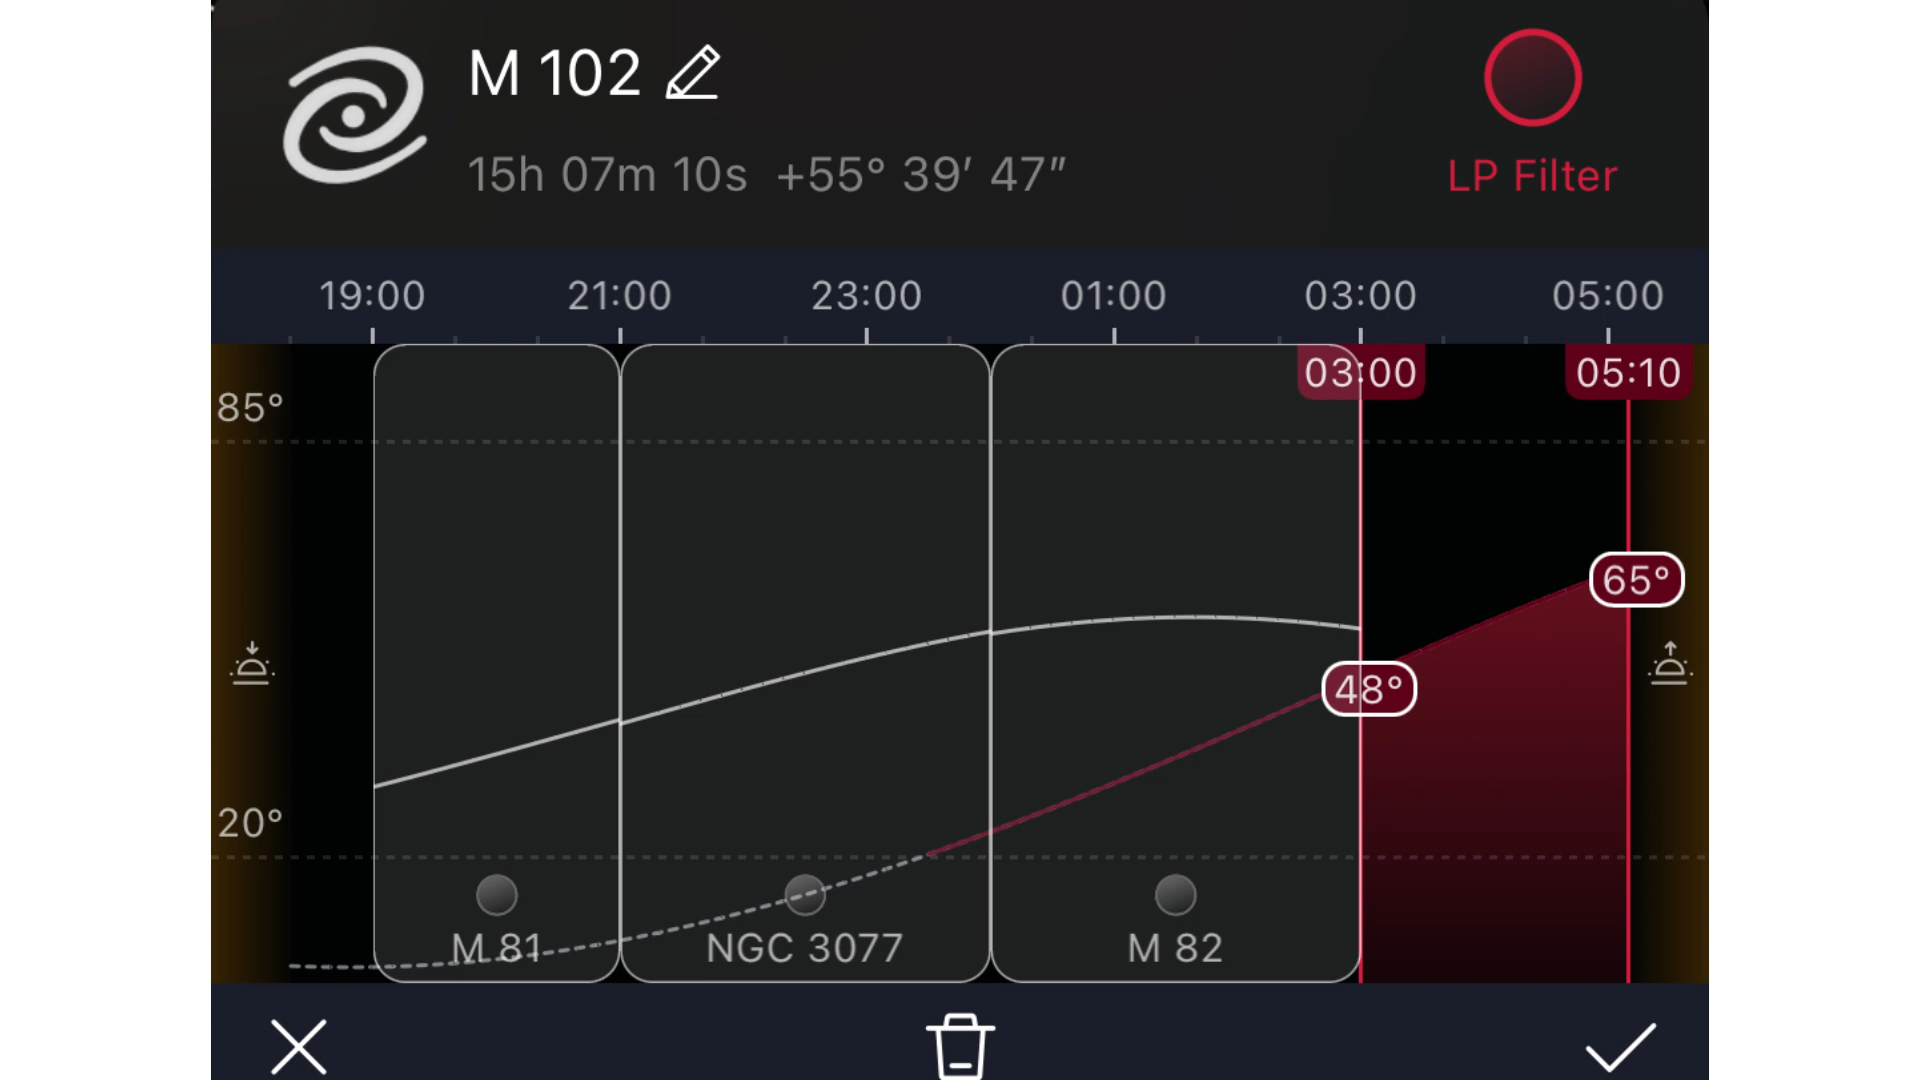 M 102
15h 07m 10s +55° 39′ 47″
LP Filter
19:00 21:00 23:00 01:00 03:00 05:00
03:00 05:10
85°
65°
48°
20°
M 81 NGC 3077 M 82